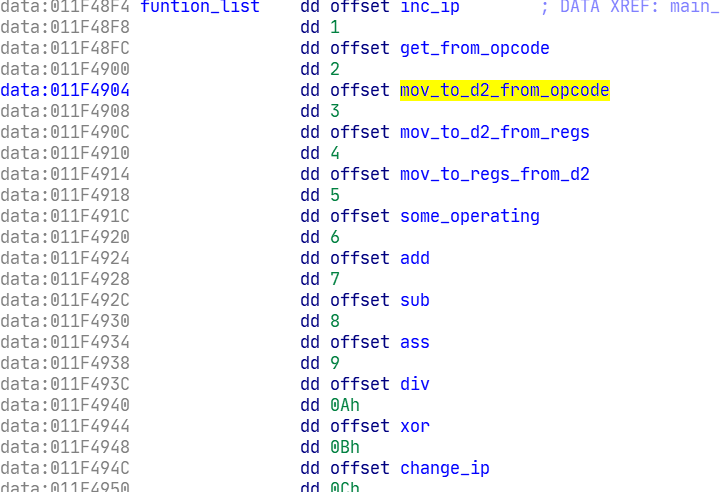 data:011F48F4 funtion_list dd offset inc_ip ; DATA XREF: main_
data:011F48F8 dd 1
data:011F48FC dd offset get_from_opcode
data:011F4900 dd 2
data:011F4904 dd offset mov_to_d2_from_opcode
data:011F4908 dd 3
data:011F490C dd offset mov_to_d2_from_regs
data:011F4910 dd 4
data:011F4914 dd offset mov_to_regs_from_d2
data:011F4918 dd 5
data:011F491C dd offset some_operating
data:011F4920 dd 6
data:011F4924 dd offset add
data:011F4928 dd 7
data:011F492C dd offset sub
data:011F4930 dd 8
data:011F4934 dd offset ass
data:011F4938 dd 9
data:011F493C dd offset div
data:011F4940 dd 0Ah
data:011F4944 dd offset xor
data:011F4948 dd 0Bh
data:011F494C dd offset change_ip
data:011F4950 dd 0Ch